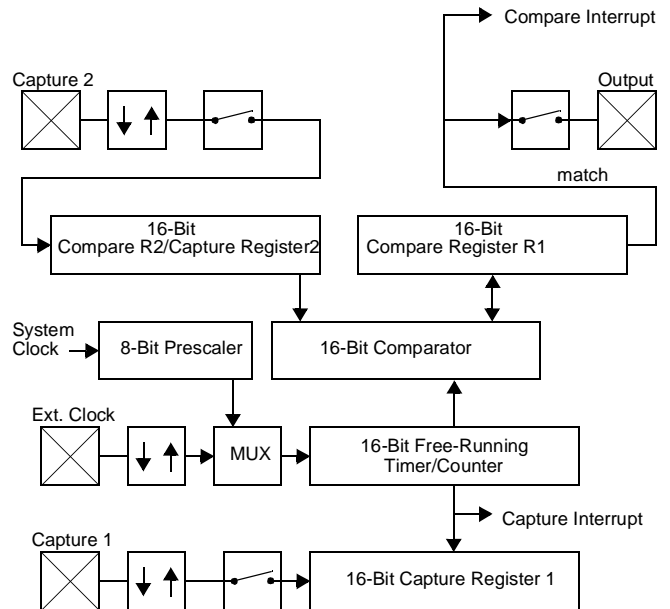 Compare Interrupt
Capture 2
Output
match
16-Bit
Compare R2/Capture Register2
16-Bit
Compare Register R1
System
Clock
8-Bit Prescaler
16-Bit Comparator
Ext. Clock
MUX
16-Bit Free-Running
Timer/Counter
Capture Interrupt
Capture 1
16-Bit Capture Register 1